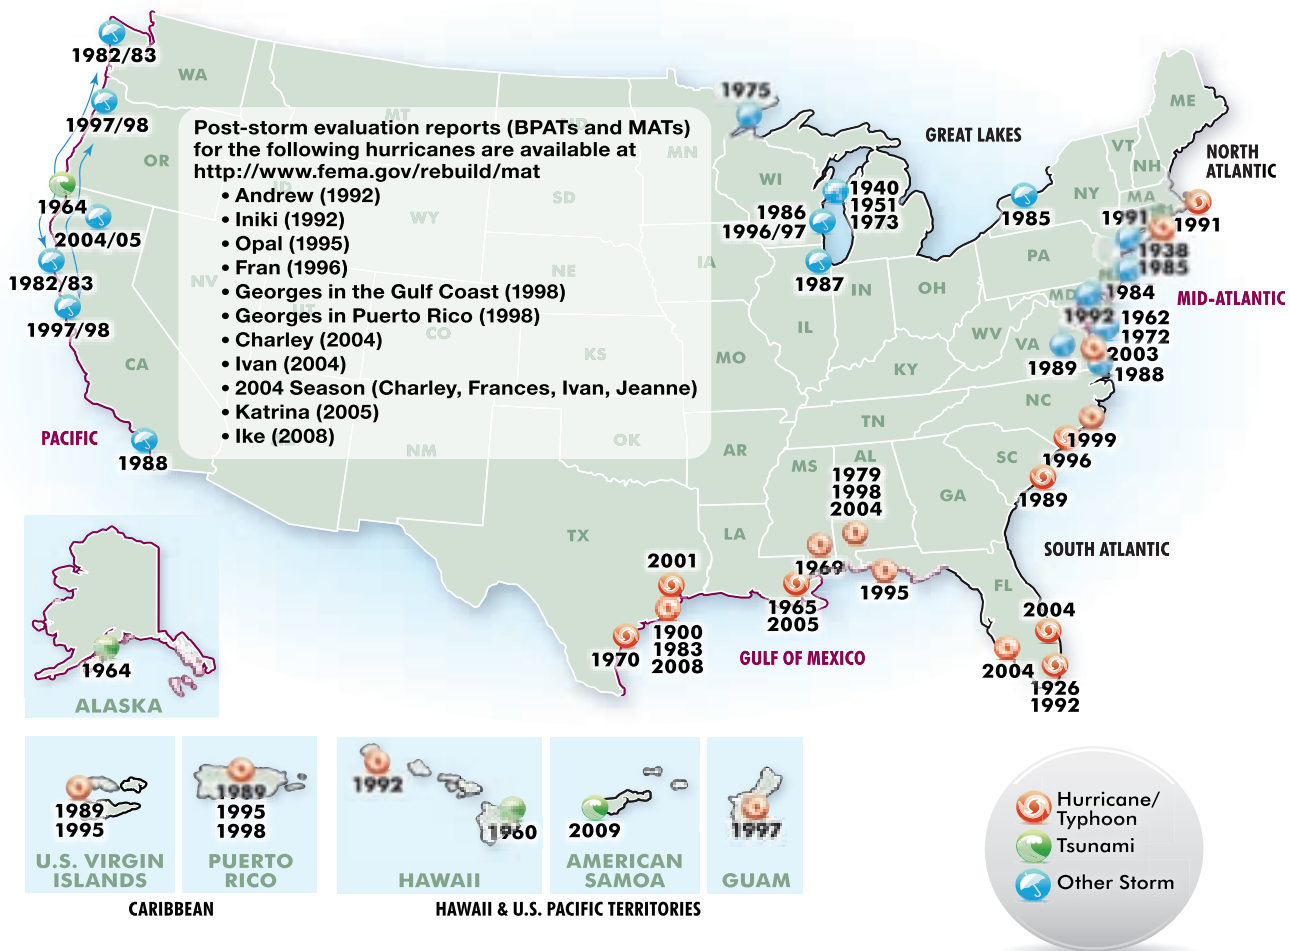 1982/83
WA
1997/98
OR
1964
2004/05
1982/83
1997/98
NV
CA
PACIFIC
1988
Post-storm evaluation reports (BPATs and MATs)
for the following hurricanes are available at
http://www.fema.gov/rebuild/mat
• Andrew (1992)
• Iniki (1992)
• Opal (1995)
• Fran (1996)
• Georges in the Gulf Coast (1998)
• Georges in Puerto Rico (1998)
• Charley (2004)
• Ivan (2004)
• 2004 Season (Charley, Frances, Ivan, Jeanne)
• Katrina (2005)
• Ike (2008)
MT
ND
ID
WY
SD
NE
UT
CO
KS
NM
OK
MN
IA
MO
AR
TX
LA
1975
WI
1986
1996/97
1940
1951
1973
1987
GREAT LAKES
1985
ME
VT
NH
NORTH
ATLANTIC
NY
MA
1991
1991
1938
1985
PA
NJ
1984
MID-ATLANTIC
MD
1992
1962
1972
2003
1989
1988
IL
IN
OH
WV
VA
KY
TN
NC
1999
1996
SC
1989
MS
AL
1979
1998
2004
GA
SOUTH ATLANTIC
1969
1995
FL
2004
2004
1926
1992
2001
1965
2005
1900
1983
2008
1970
GULF OF MEXICO
1964
ALASKA
1989
1995
U.S. VIRGIN
ISLANDS
1989
1995
1998
PUERTO
RICO
CARIBBEAN
1992
1960
HAWAII
2009
AMERICAN
SAMOA
1997
GUAM
HAWAII & U.S. PACIFIC TERRITORIES
Hurricane/
Typhoon
Tsunami
Other Storm